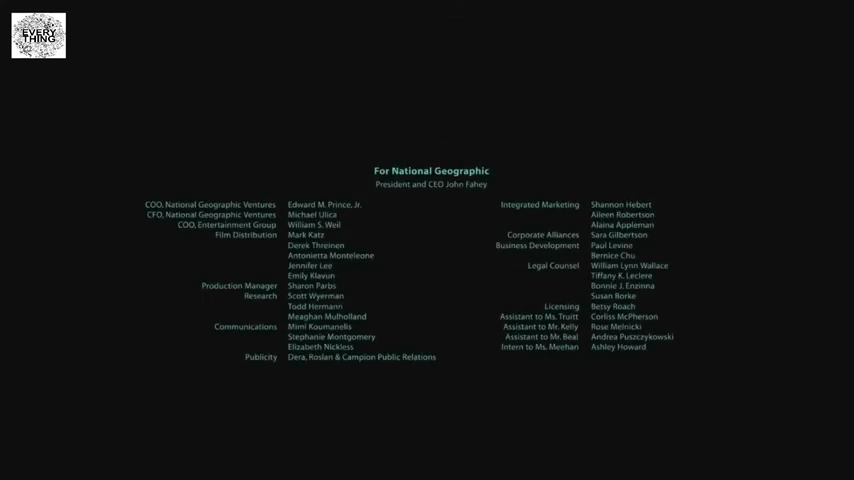 EVERY
THING
For National Geographic
President and CEO John Fahey
COO, National Geographic Ventures Edward M. Prince, Jr.
CFO, National Geographic Ventures Michael Ulica
COO, Entertainment Group William S. Weil
Film Distribution Mark Katz
Derek Threinen
Antonietta Monteleone
Jennifer Lee
Emily Klavun
Production Manager Sharon Parbs
Research Scott Wyerman
Todd Hermann
Meaghan Mulholland
Communications Mimi Koumanelis
Stephanie Montgomery
Elizabeth Nickless
Publicity Dera, Roslan & Campion Public Relations
Integrated Marketing Shannon Hebert
Aileen Robertson
Alaina Appleman
Corporate Alliances Sara Gilbertson
Business Development Paul Levine
Bernice Chu
Legal Counsel William Lynn Wallace
Tiffany K. Leclere
Bonnie J. Enzinna
Susan Borke
Licensing Betsy Roach
Assistant to Ms. Truitt Corliss McPherson
Assistant to Mr. Kelly Rose Melnicki
Assistant to Mr. Beal Andrea Puszczykowski
Intern to Ms. Meehan Ashley Howard